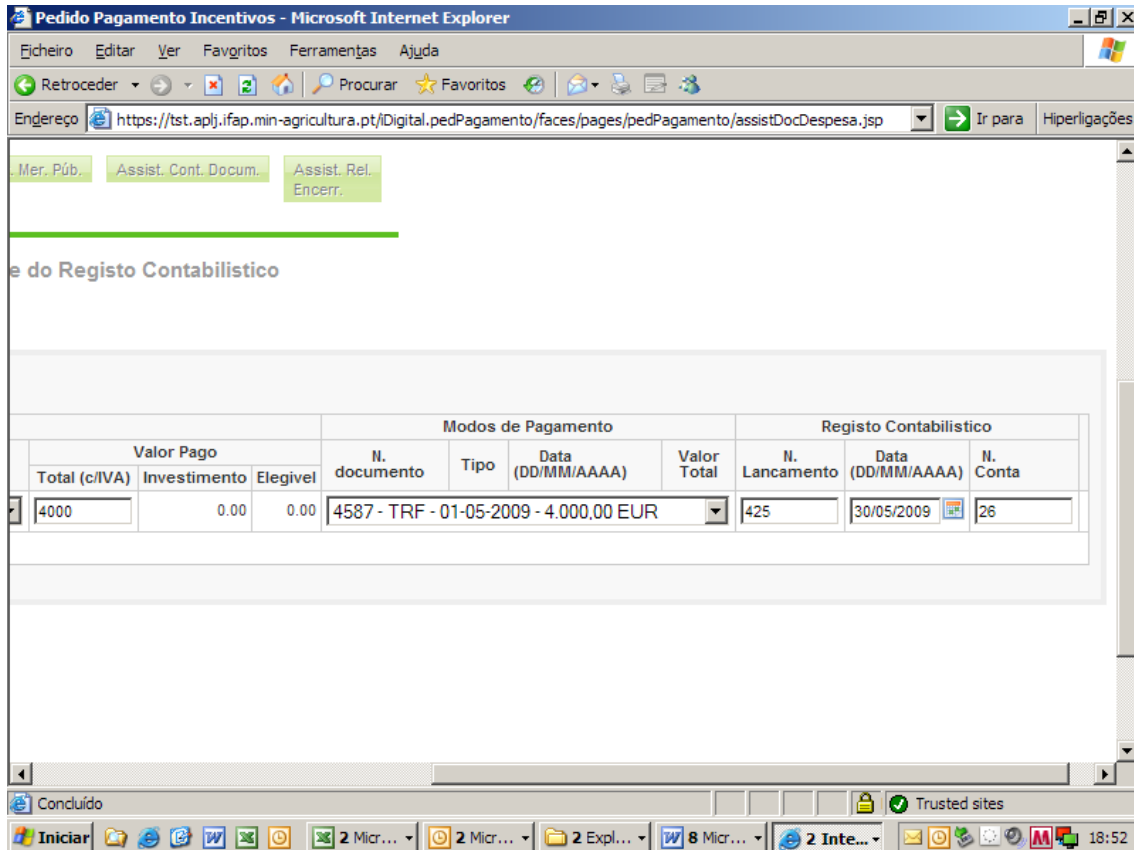 Pedido Pagamento Incentivos - Microsoft Internet Explorer
Ficheiro Editar Ver Favoritos Ferramentas Ajuda
Retroceder Procurar Favoritos
Endereço https://tst.aplj.ifap.min-agricultura.pt/iDigital.pedPagamento/faces/pages/pedPagamento/assistDocDespesa.jsp Ir para Hiperligações
. Mer. Púb. Assist. Cont. Docum. Assist. Rel.
Encerr.
e do Registo Contabilistico
Modos de Pagamento Registo Contabilistico
Valor Pago N. documento Tipo Data (DD/MM/AAAA) Valor Total N. Lancamento Data (DD/MM/AAAA) N. Conta
Total (c/IVA) Investimento Elegivel
4000 0.00 0.00 4587 - TRF - 01-05-2009 - 4.000,00 EUR 425 30/05/2009 26
Concluído Trusted sites
Iniciar 2 Micr... 2 Micr... 2 Expl... 8 Micr... 2 Inte... 18:52